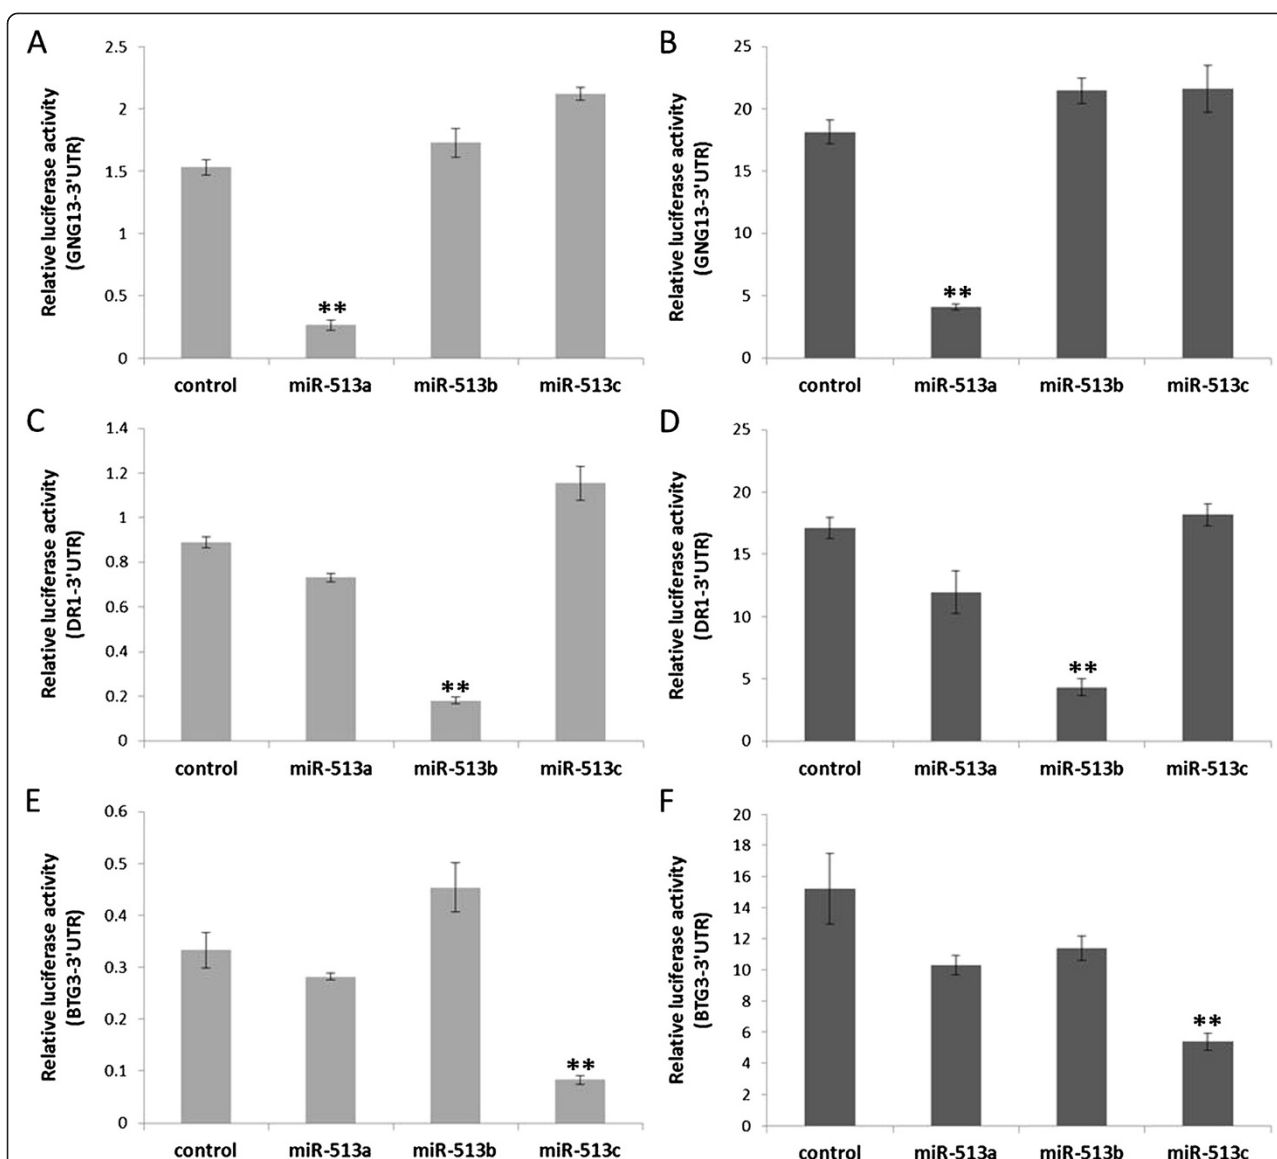 A
Relative luciferase activity
(GNG13-3'UTR)
2.5
2
1.5
1
0.5
0
**
control miR-513a miR-513b miR-513c
B
Relative luciferase activity
(GNG13-3'UTR)
25
20
15
10
5
0
**
control miR-513a miR-513b miR-513c
C
Relative luciferase activity
(DR1-3'UTR)
1.4
1.2
1
0.8
0.6
0.4
0.2
0
**
control miR-513a miR-513b miR-513c
D
Relative luciferase activity
(DR1-3'UTR)
25
20
15
10
5
0
**
control miR-513a miR-513b miR-513c
E
Relative luciferase activity
(BTG3-3'UTR)
0.6
0.5
0.4
0.3
0.2
0.1
0
**
control miR-513a miR-513b miR-513c
F
Relative luciferase activity
(BTG3-3'UTR)
20
18
16
14
12
10
8
6
4
2
0
**
control miR-513a miR-513b miR-513c